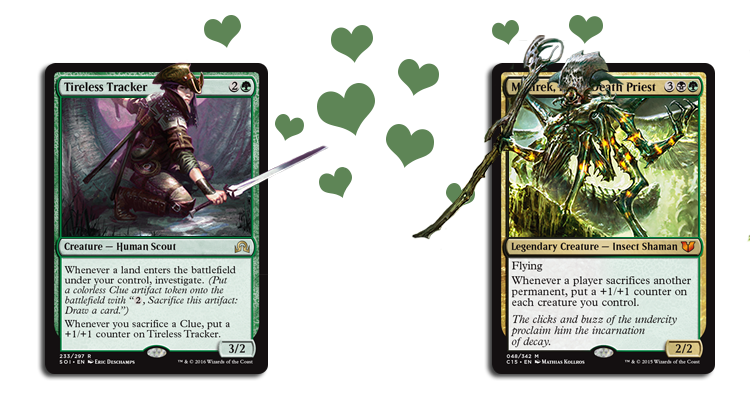 Tireless Tracker 2
Creature — Human Scout
Whenever a land enters the battlefield
under your control, investigate. (Put
a colorless Clue artifact token onto the
battlefield with "2, Sacrifice this artifact:
Draw a card.")
Whenever you sacrifice a Clue, put a
+1/+1 counter on Tireless Tracker.
3/2
233/297 R
SOI • EN Eric Deschamps
™ & © 2016 Wizards of the Coast
Death Priest 3
Legendary Creature — Insect Shaman
Flying
Whenever a player sacrifices another
permanent, put a +1/+1 counter on
each creature you control.
The clicks and buzz of the undercity
proclaim him the incarnation
of decay.
2/2
048/342 M
C15 • EN Mathias Kollros
™ & © 2015 Wizards of the Coast